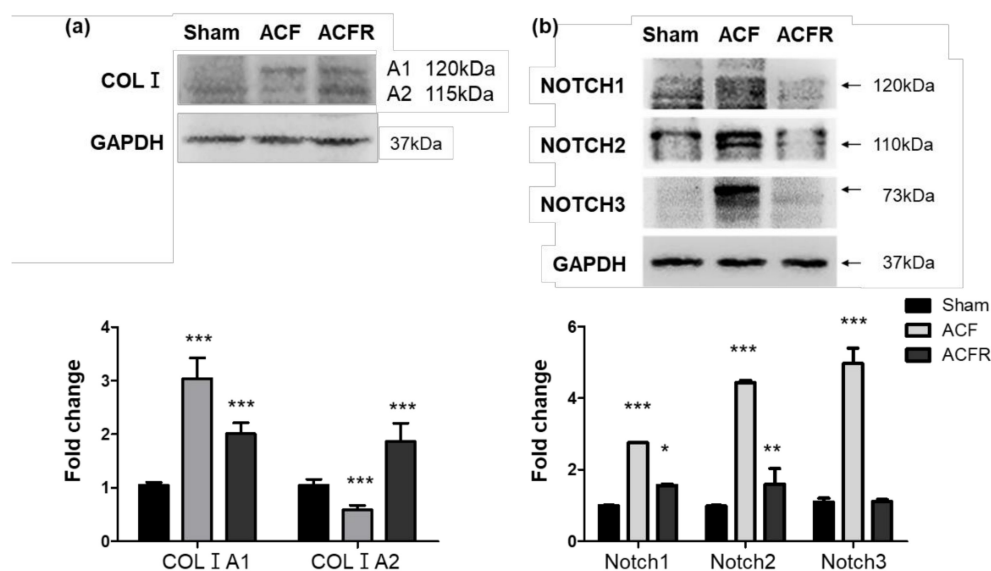 (a)
Sham ACF ACFR
COL Ⅰ
A1 120kDa
A2 115kDa
GAPDH
37kDa
(b)
Sham ACF ACFR
NOTCH1
120kDa
NOTCH2
110kDa
NOTCH3
73kDa
GAPDH
37kDa
Fold change
4
3
2
1
0
***
***
***
***
COL Ⅰ A1
COL Ⅰ A2
Fold change
6
4
2
0
***
*
***
**
***
Notch1
Notch2
Notch3
Sham
ACF
ACFR